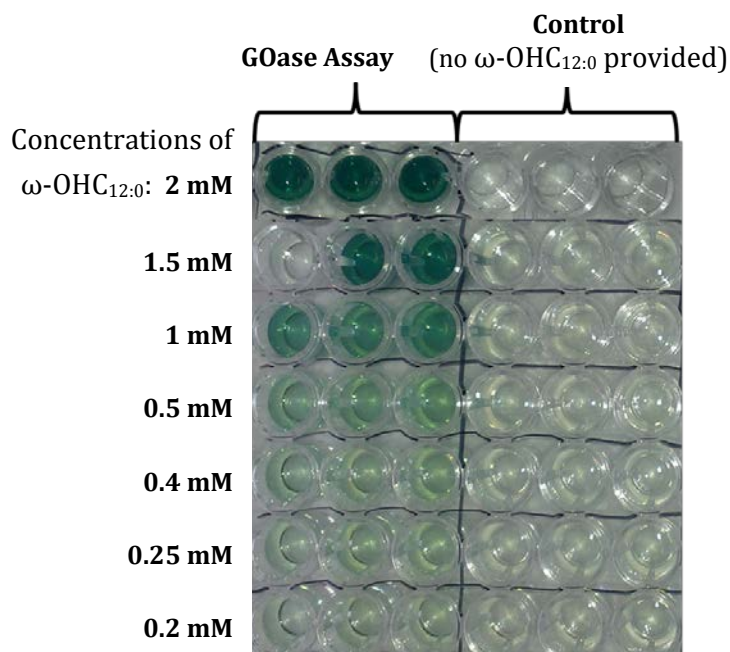 Control
GOase Assay (no ω-OHC₁₂:₀ provided)
Concentrations of
ω-OHC₁₂:₀: 2 mM
1.5 mM
1 mM
0.5 mM
0.4 mM
0.25 mM
0.2 mM